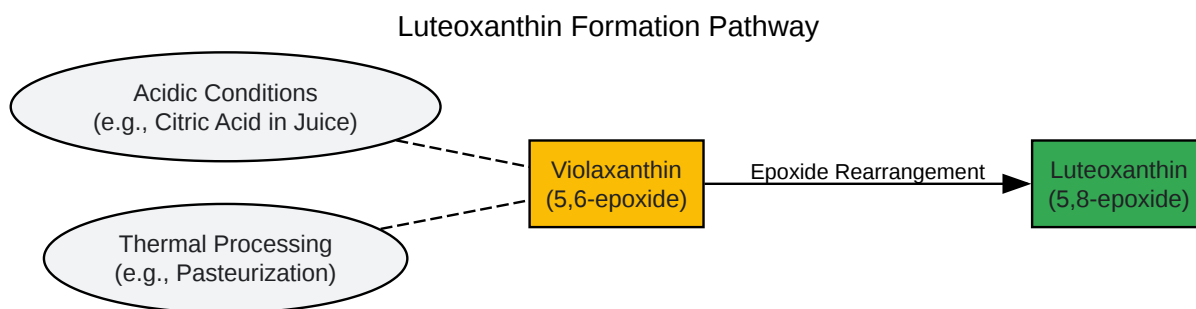 Luteoxanthin Formation Pathway
Acidic Conditions
(e.g., Citric Acid in Juice)
Thermal Processing
(e.g., Pasteurization)
Violaxanthin
(5,6-epoxide)
Epoxide Rearrangement
Luteoxanthin
(5,8-epoxide)